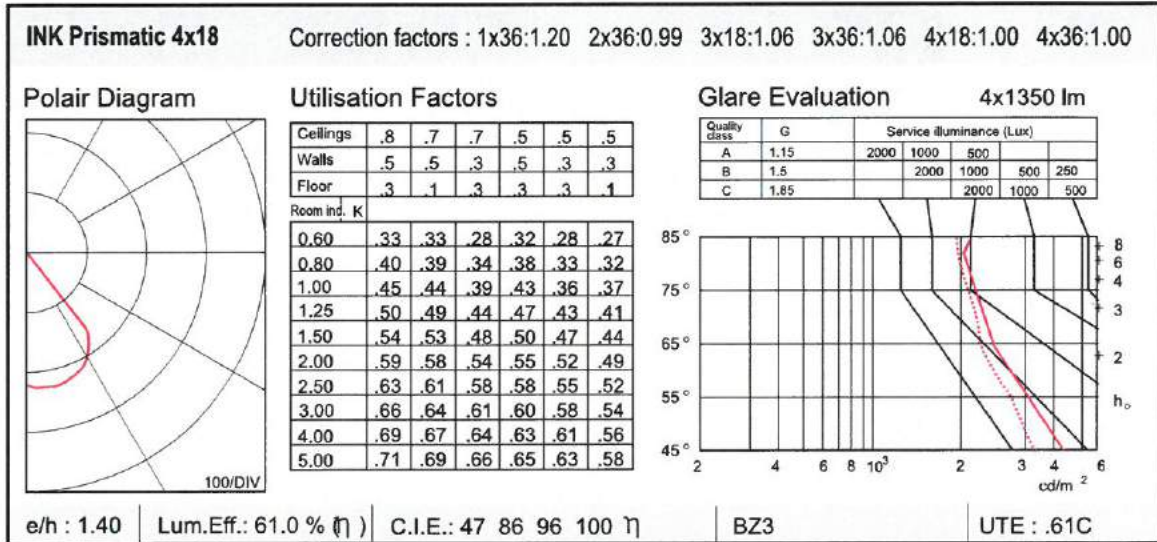 INK Prismatic 4x18 Correction factors : 1x36:1.20 2x36:0.99 3x18:1.06 3x36:1.06 4x18:1.00 4x36:1.00
Polair Diagram
100/DIV
Utilisation Factors
Ceilings .8 .7 .7 .5 .5 .5
Walls .5 .5 .3 .5 .3 .3
Floor .3 .1 .3 .3 .3 .1
Room ind. K
0.60 .33 .33 .28 .32 .28 .27
0.80 .40 .39 .34 .38 .33 .32
1.00 .45 .44 .39 .43 .36 .37
1.25 .50 .49 .44 .47 .43 .41
1.50 .54 .53 .48 .50 .47 .44
2.00 .59 .58 .54 .55 .52 .49
2.50 .63 .61 .58 .58 .55 .52
3.00 .66 .64 .61 .60 .58 .54
4.00 .69 .67 .64 .63 .61 .56
5.00 .71 .69 .66 .65 .63 .58
Glare Evaluation 4x1350 lm
Quality class G Service illuminance (Lux)
A 1.15 2000 1000 500
B 1.5 2000 1000 500 250
C 1.85 2000 1000 500
85°
75°
65°
55°
45°
8
6
4
3
2
h
2 4 6 8 10³ 2 3 4 6
cd/m 2
e/h : 1.40 Lum.Eff.: 61.0 % (η ) C.I.E.: 47 86 96 100 η BZ3 UTE : .61C